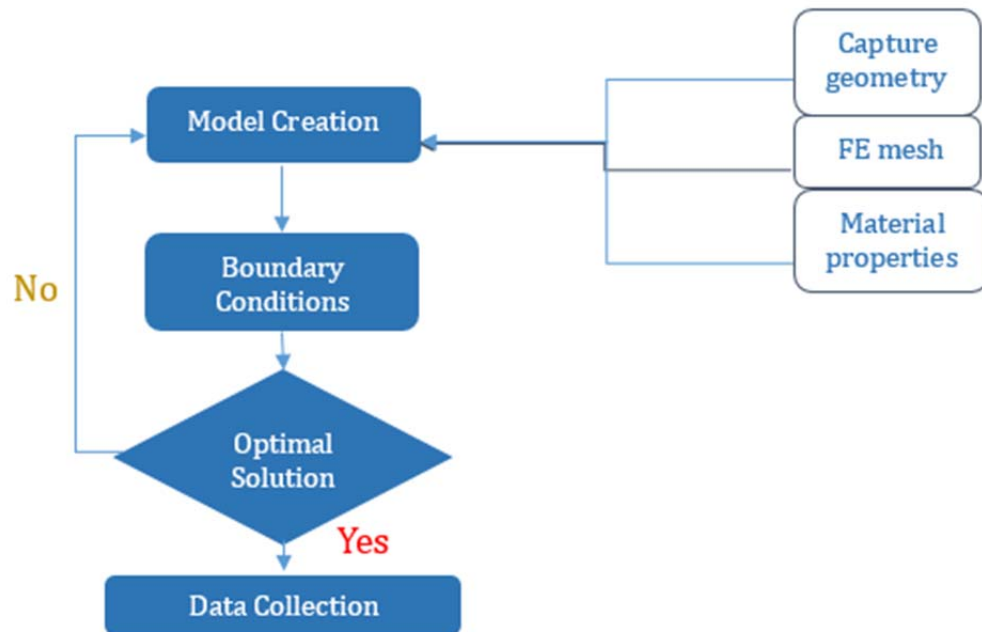 Capture
geometry
Model Creation
FE mesh
Material
properties
Boundary
Conditions
No
Optimal
Solution
Yes
Data Collection